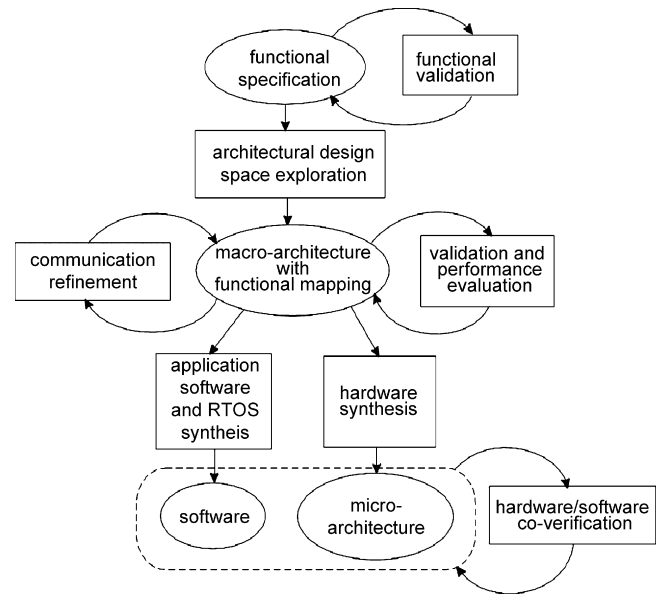 functional
specification
functional
validation
architectural design
space exploration
communication
refinement
macro-architecture
with
functional mapping
validation and
performance
evaluation
application
software
and RTOS
syntheis
hardware
synthesis
software
micro-
architecture
hardware/software
co-verification